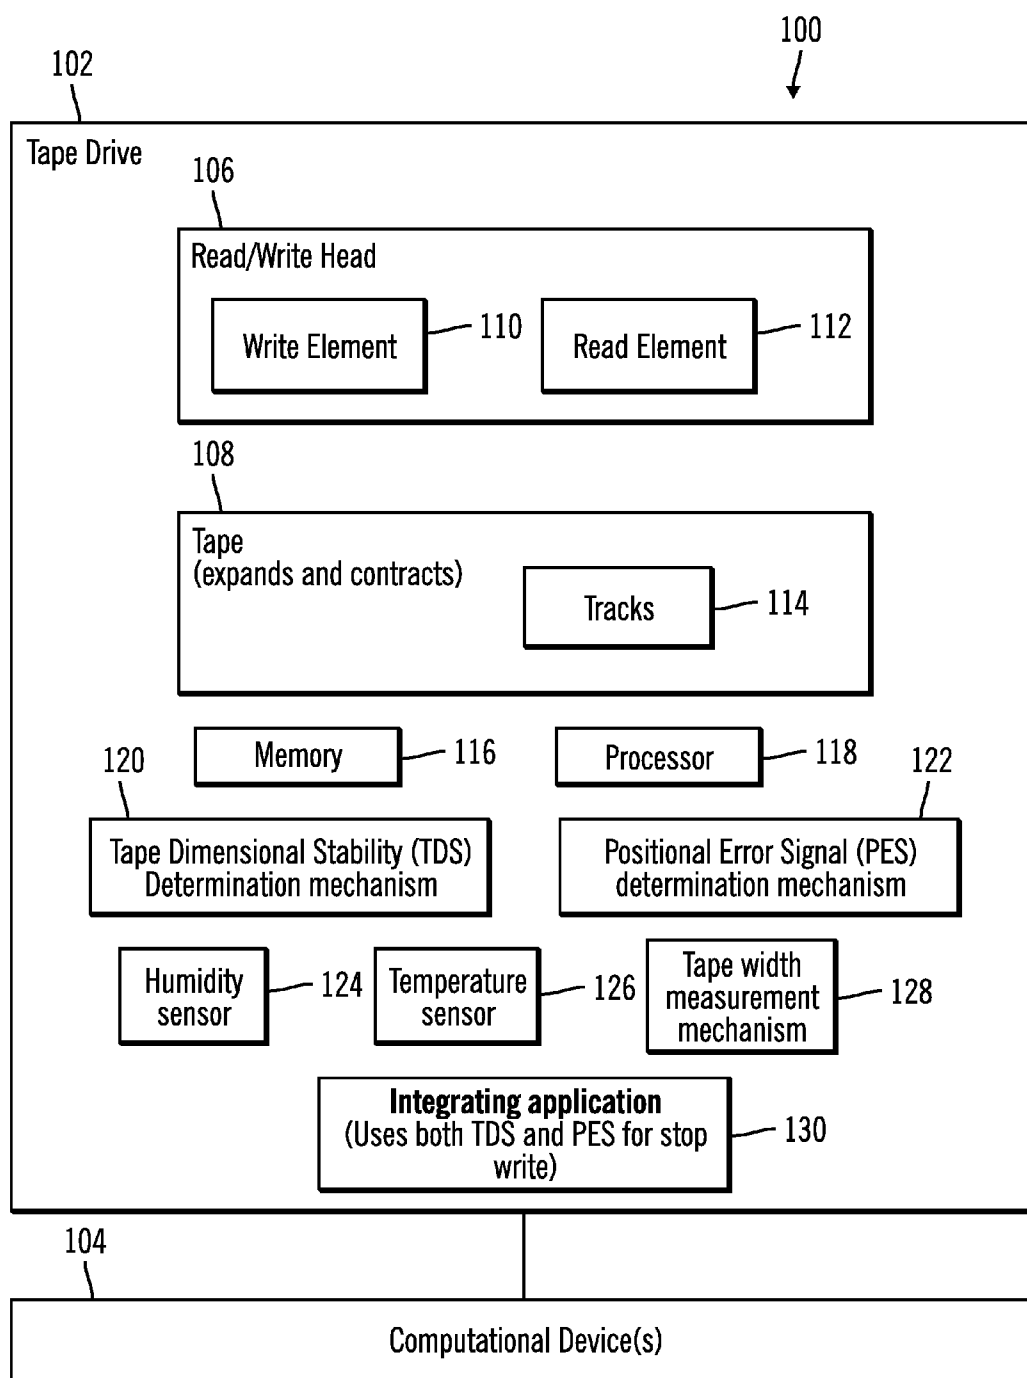 100
102
Tape Drive
106
Read/Write Head
Write Element
110
Read Element
112
108
Tape
(expands and contracts)
Tracks
114
Memory
116
Processor
118
120
122
Tape Dimensional Stability (TDS)
Determination mechanism
Positional Error Signal (PES)
determination mechanism
Humidity
sensor
124
Temperature
sensor
126
Tape width
measurement
mechanism
128
Integrating application
(Uses both TDS and PES for stop
write)
130
104
Computational Device(s)